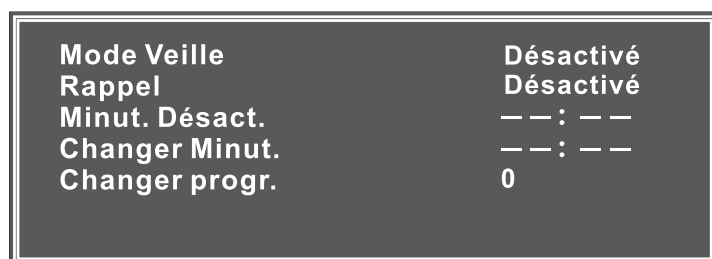 Mode Veille Désactivé
Rappel Désactivé
Minut. Désact. – – : – –
Changer Minut. – – : – –
Changer progr. 0